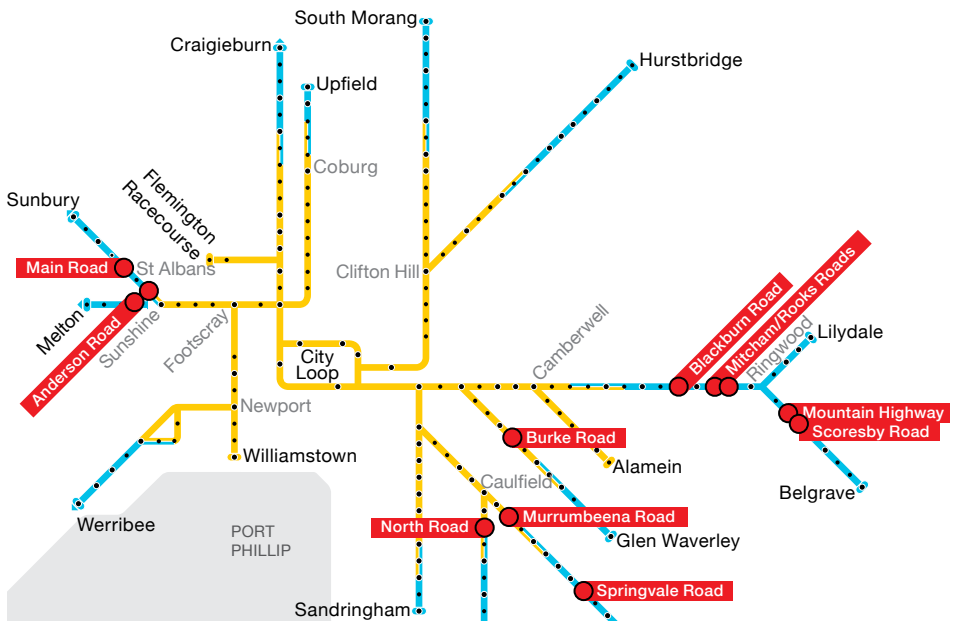 South Morang
Craigieburn
Hurstbridge
Upfield
Coburg
Flemington
Racecourse
Sunbury
Main Road
St Albans
Clifton Hill
Melton
Anderson Road
Sunshine
Footscray
City
Loop
Camberwell
Blackburn Road
Mitcham/Rooks Roads
Ringwood
Lilydale
Newport
Mountain Highway
Scoresby Road
Burke Road
Williamstown
Alamein
Caulfield
Belgrave
Werribee
PORT
PHILLIP
North Road
Murrumbeena Road
Glen Waverley
Springvale Road
Sandringham